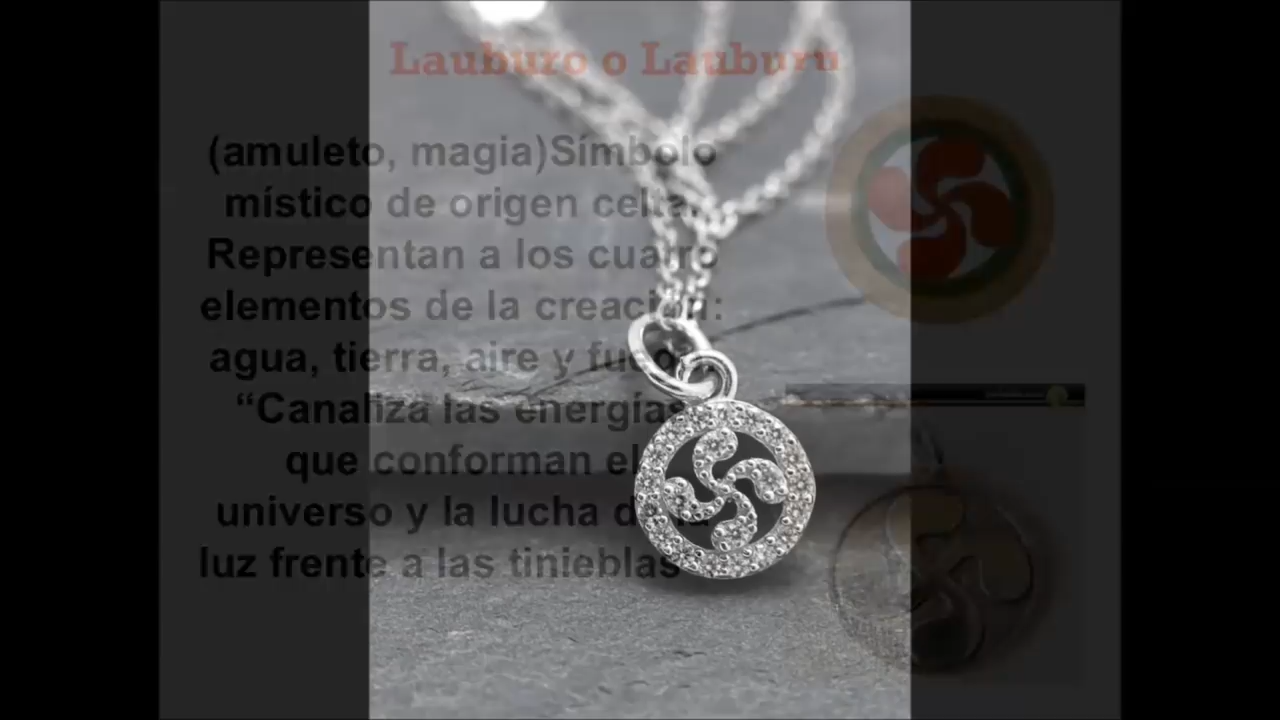 Lauburo o Lauburu
(amuleto, magia)Símbolo
místico de origen celta.
Representan a los cuatro
elementos de la creación:
agua, tierra, aire y fuego.
“Canaliza las energías
que conforman el
universo y la lucha de la
luz frente a las tinieblas